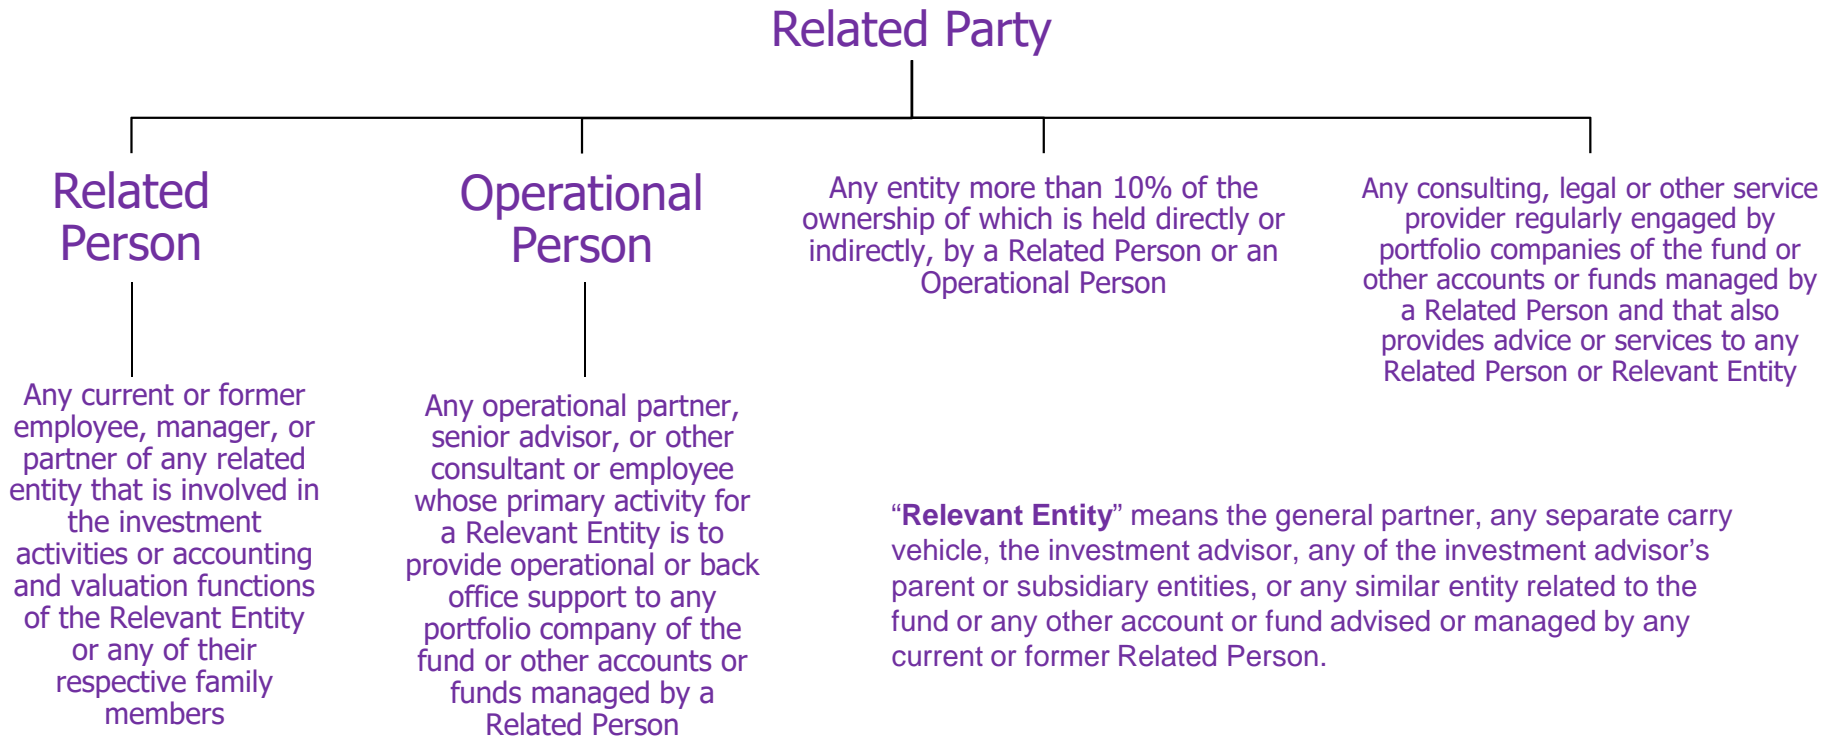 Related Party
Related
Person
Any current or former
employee, manager, or
partner of any related
entity that is involved in
the investment
activities or accounting
and valuation functions
of the Relevant Entity
or any of their
respective family
members
Operational
Person
Any operational partner,
senior advisor, or other
consultant or employee
whose primary activity for
a Relevant Entity is to
provide operational or back
office support to any
portfolio company of the
fund or other accounts or
funds managed by a
Related Person
Any entity more than 10% of the
ownership of which is held directly or
indirectly, by a Related Person or an
Operational Person
Any consulting, legal or other service
provider regularly engaged by
portfolio companies of the fund or
other accounts or funds managed by
a Related Person and that also
provides advice or services to any
Related Person or Relevant Entity
“Relevant Entity” means the general partner, any separate carry
vehicle, the investment advisor, any of the investment advisor’s
parent or subsidiary entities, or any similar entity related to the
fund or any other account or fund advised or managed by any
current or former Related Person.